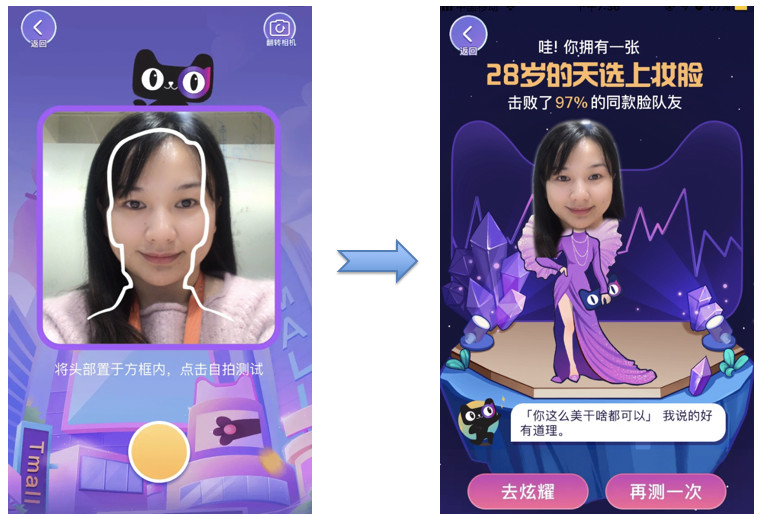 返回
翻转相机
将头部置于方框内，点击自拍测试
Tmall
MALL
返回
哇! 你拥有一张
28岁的天选上妆脸
击败了97%的同款脸队友
「你这么美干啥都可以」 我说的好
有道理。
去炫耀
再测一次